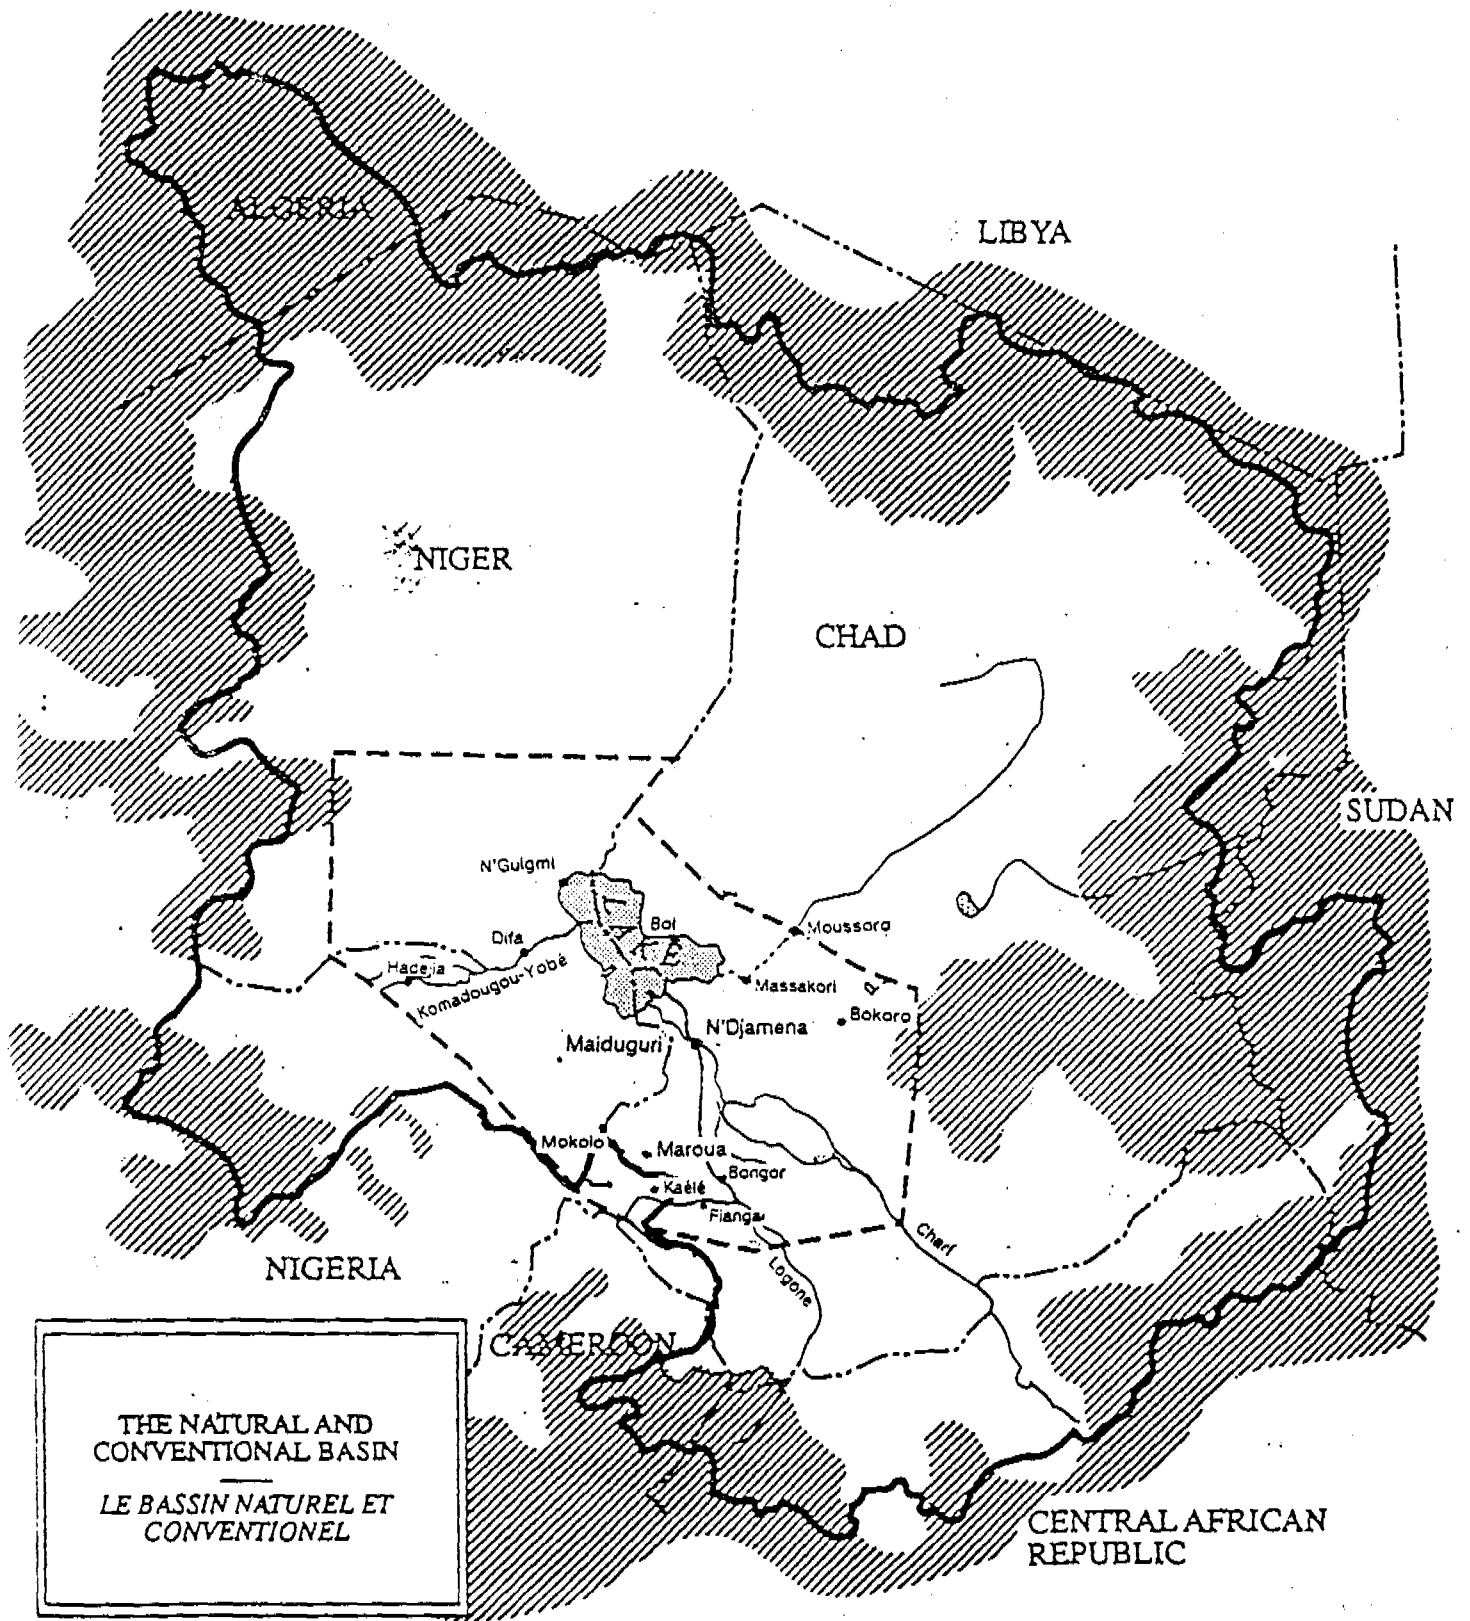 ALGERIA
LIBYA
NIGER
CHAD
SUDAN
N'Guigmi
Bol
Moussoro
Difa
Hadejia
Komadougou-Yobé
Massakori
Bokoro
N'Djamena
Maiduguri
Mokolo
Maroua
Bongor
Kaélé
Fianga
Chari
Logone
NIGERIA
CAMEROON
THE NATURAL AND
CONVENTIONAL BASIN
LE BASSIN NATUREL ET
CONVENTIONEL
CENTRAL AFRICAN
REPUBLIC